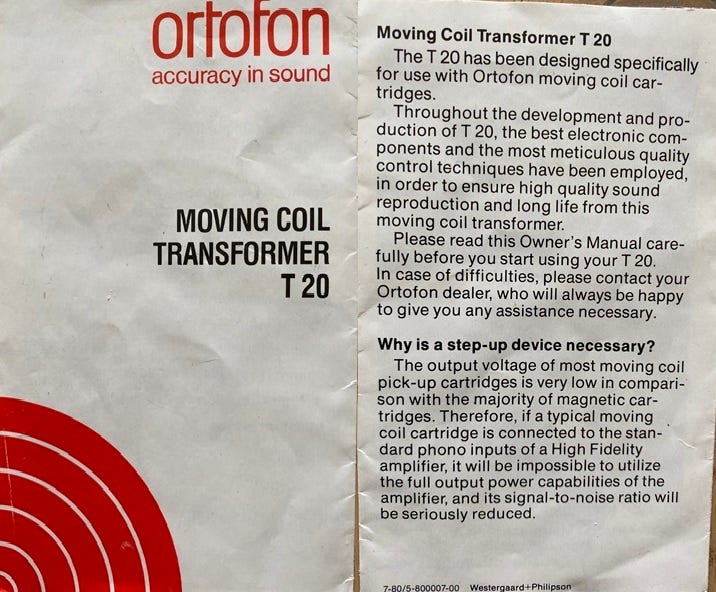 ortofon
accuracy in sound
MOVING COIL
TRANSFORMER
T 20
Moving Coil Transformer T 20
The T 20 has been designed specifically
for use with Ortofon moving coil car-
tridges.
Throughout the development and pro-
duction of T 20, the best electronic com-
ponents and the most meticulous quality
control techniques have been employed,
in order to ensure high quality sound
reproduction and long life from this
moving coil transformer.
Please read this Owner's Manual care-
fully before you start using your T 20.
In case of difficulties, please contact your
Ortofon dealer, who will always be happy
to give you any assistance necessary.
Why is a step-up device necessary?
The output voltage of most moving coil
pick-up cartridges is very low in compari-
son with the majority of magnetic car-
tridges. Therefore, if a typical moving
coil cartridge is connected to the stan-
dard phono inputs of a High Fidelity
amplifier, it will be impossible to utilize
the full output power capabilities of the
amplifier, and its signal-to-noise ratio will
be seriously reduced.
7-80/5-800007-00 Westergaard+Philipson